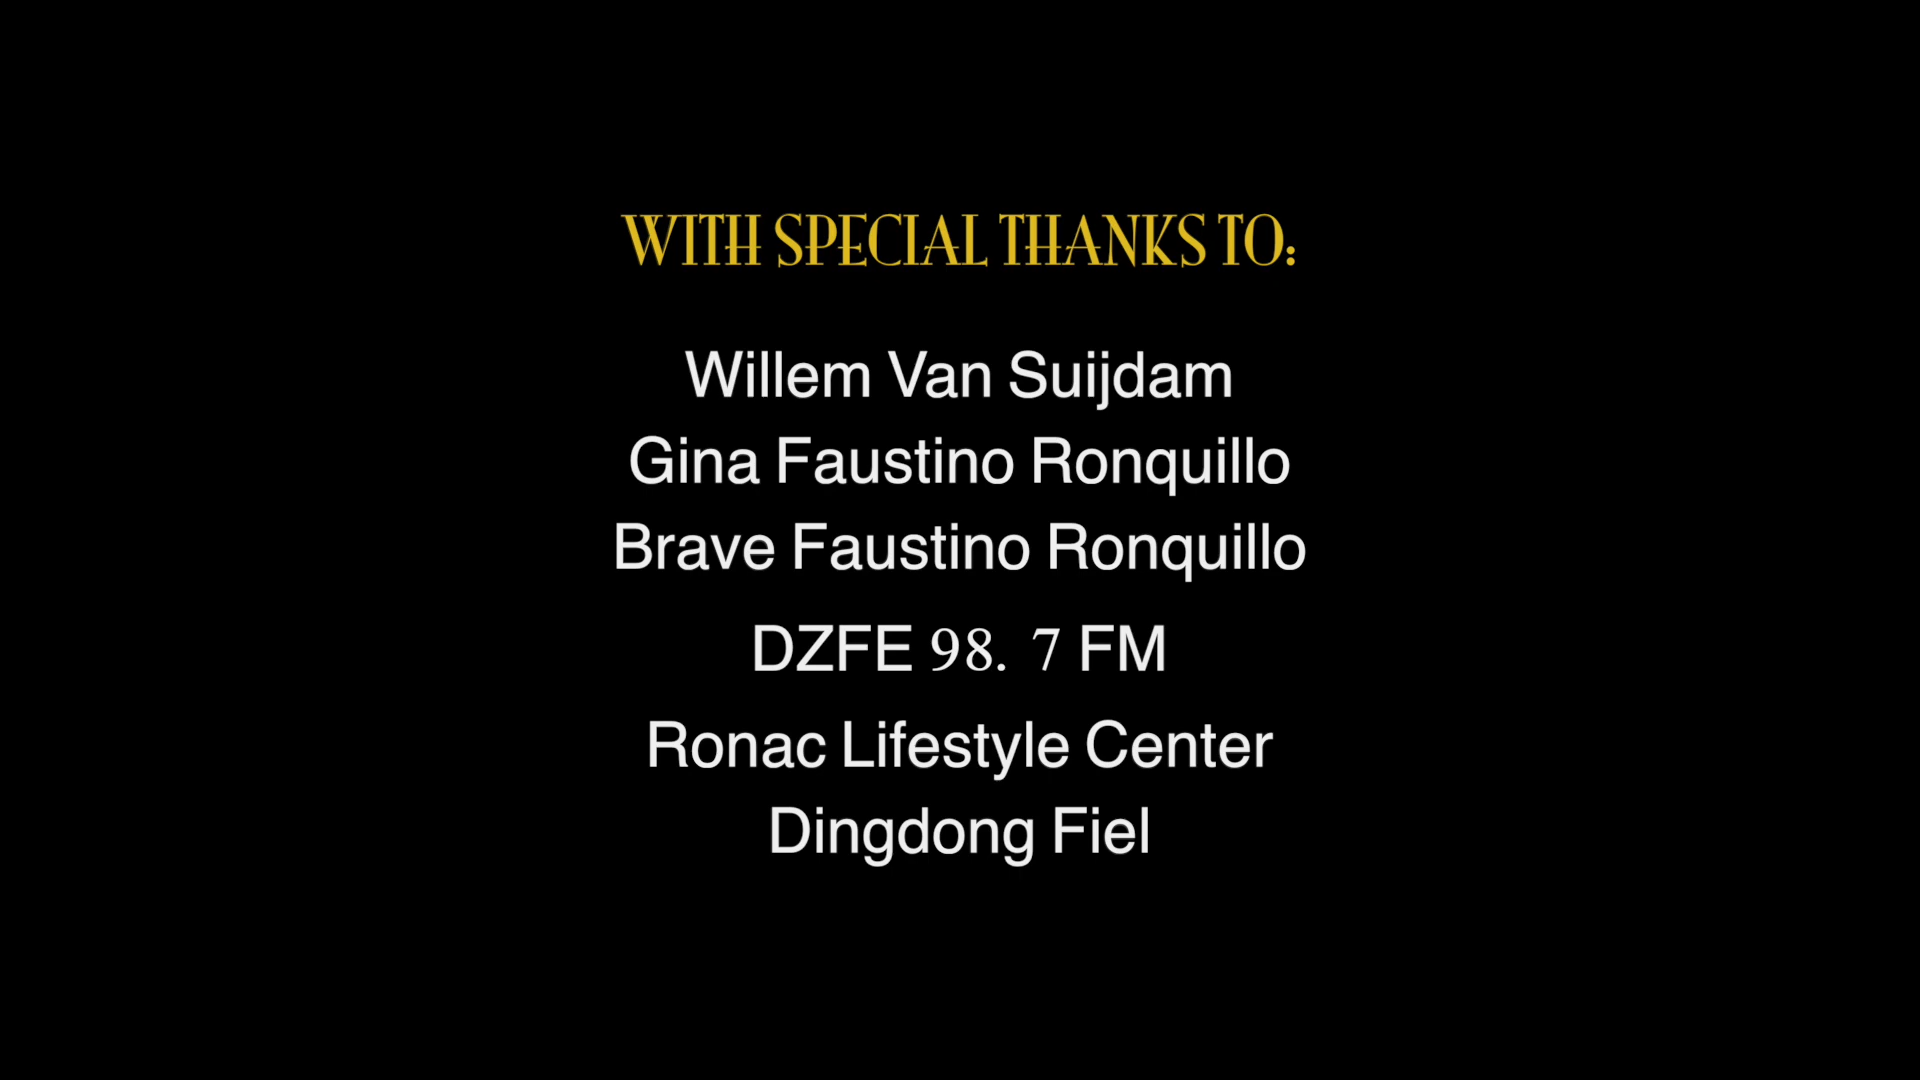 WITH SPECIAL THANKS TO:
Willem Van Suijdam
Gina Faustino Ronquillo
Brave Faustino Ronquillo
DZFE 98. 7 FM
Ronac Lifestyle Center
Dingdong Fiel